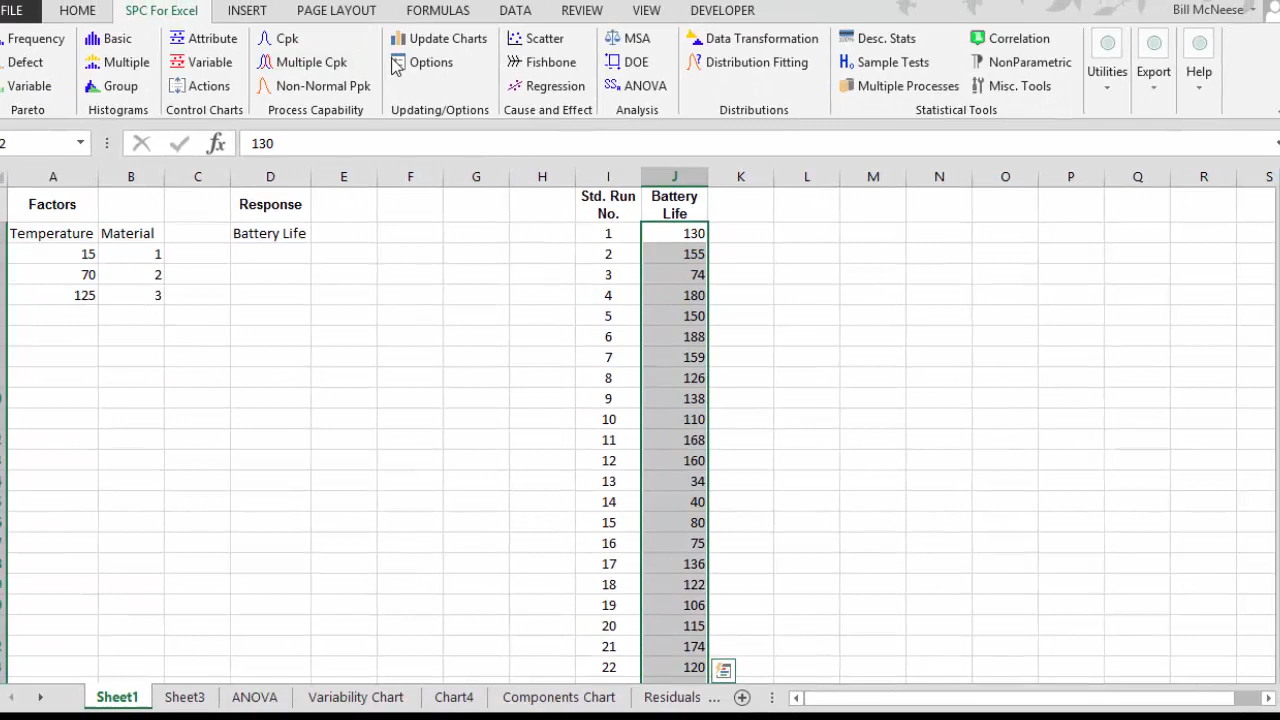 FILE HOME SPC For Excel INSERT PAGE LAYOUT FORMULAS DATA REVIEW VIEW DEVELOPER Bill McNeese
Frequency Basic Attribute Cpk Update Charts Scatter MSA Data Transformation Desc. Stats Correlation
Defect Multiple Variable Multiple Cpk Options Fishbone DOE Distribution Fitting Sample Tests NonParametric Utilities Export Help
Variable Group Actions Non-Normal Ppk Regression ANOVA Multiple Processes Misc. Tools
Pareto Histograms Control Charts Process Capability Updating/Options Cause and Effect Analysis Distributions Statistical Tools
2 fx 130
A B C D E F G H I J K L M N O P Q R S
Factors Response Std. Run No. Battery Life
Temperature Material Battery Life 1 130
15 1 2 155
70 2 3 74
125 3 4 180
5 150
6 188
7 159
8 126
9 138
10 110
11 168
12 160
13 34
14 40
15 80
16 75
17 136
18 122
19 106
20 115
21 174
22 120
Sheet1 Sheet3 ANOVA Variability Chart Chart4 Components Chart Residuals ...